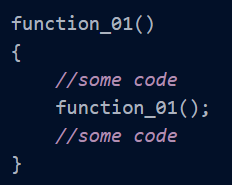 function_01()
{
    //some code
    function_01();
    //some code
}